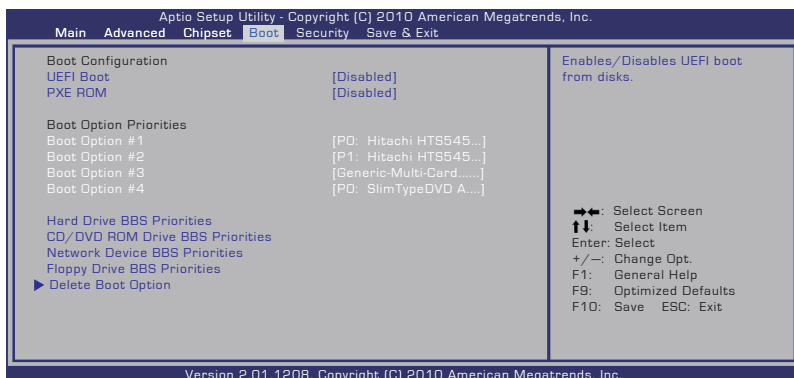 Aptio Setup Utility - Copyright (C) 2010 American Megatrends, Inc.
Main Advanced Chipset Boot Security Save & Exit
Boot Configuration
UEFI Boot [Disabled]
PXE ROM [Disabled]
Boot Option Priorities
Boot Option #1 [P0: Hitachi HTS545...]
Boot Option #2 [P1: Hitachi HTS545...]
Boot Option #3 [Generic-Multi-Card......]
Boot Option #4 [P0: SlimTypeDVD A....]
Hard Drive BBS Priorities
CD/DVD ROM Drive BBS Priorities
Network Device BBS Priorities
Floppy Drive BBS Priorities
▶ Delete Boot Option
Enables/Disables UEFI boot
from disks.
→←: Select Screen
↑↓: Select Item
Enter: Select
+/—: Change Opt.
F1: General Help
F9: Optimized Defaults
F10: Save ESC: Exit
Version 2.01.1208. Copyright (C) 2010 American Megatrends, Inc.